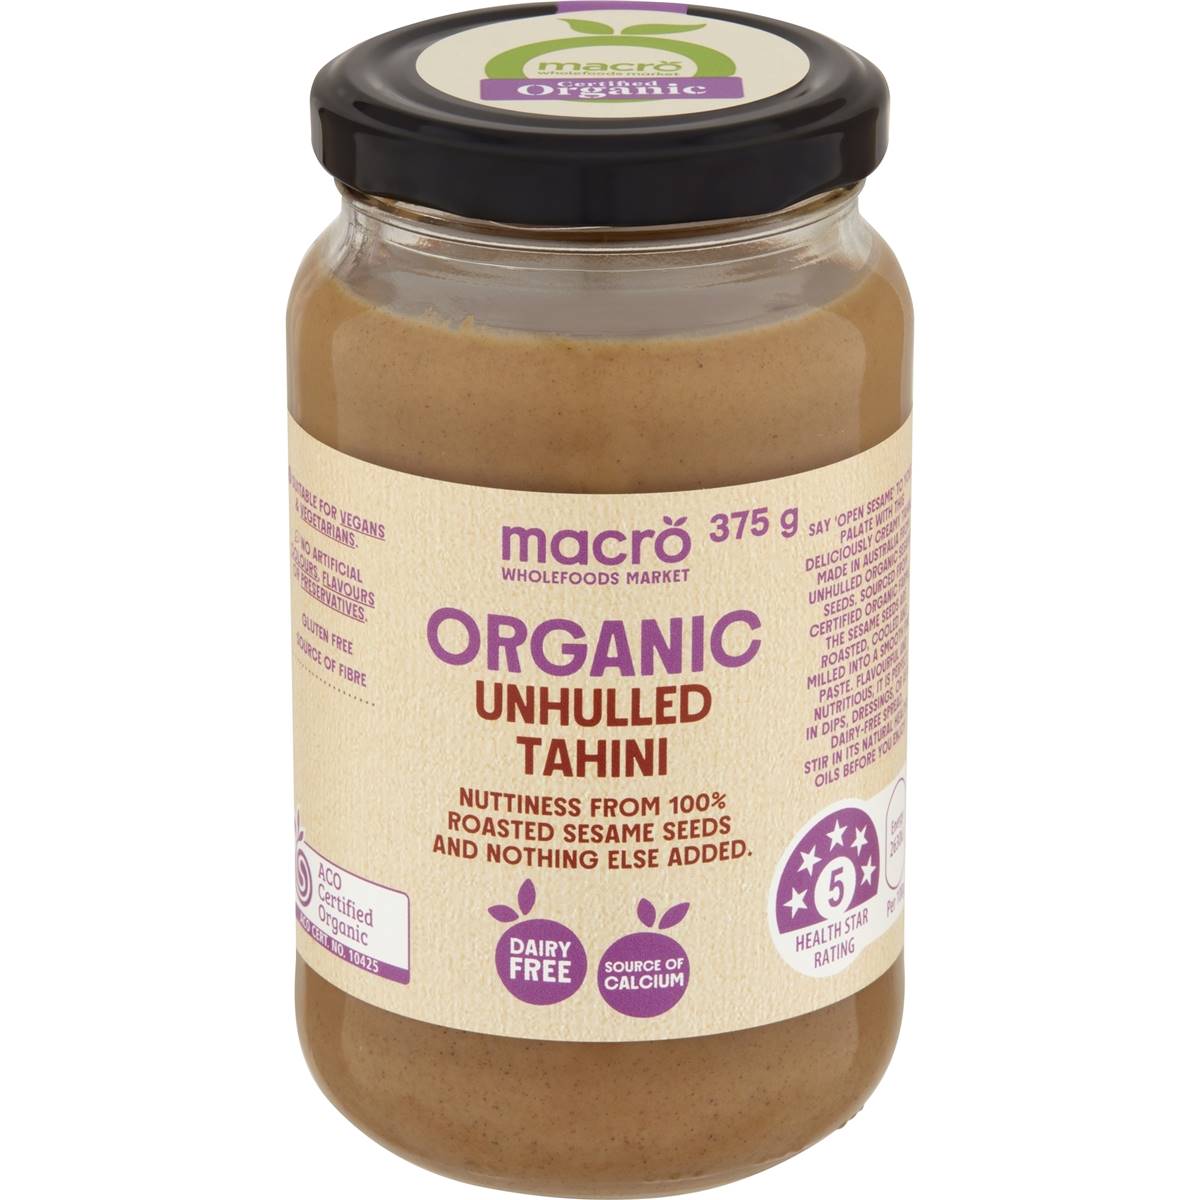 macro
wholefoods market
Certified
Organic
SUITABLE FOR VEGANS
& VEGETARIANS.
NO ARTIFICIAL
COLOURS, FLAVOURS
OR PRESERVATIVES.
GLUTEN FREE
SOURCE OF FIBRE
macro 375 g
WHOLEFOODS MARKET
ORGANIC
UNHULLED
TAHINI
NUTTINESS FROM 100%
ROASTED SESAME SEEDS
AND NOTHING ELSE ADDED.
DAIRY
FREE
SOURCE OF
CALCIUM
ACO
Certified
Organic
ACO CERT. NO. 10425
SAY 'OPEN SESAME' TO
PALATE WITH THIS
DELICIOUSLY CREAMY
MADE IN AUSTRALIA
UNHULLED ORGANIC
SEEDS. SOURCED
CERTIFIED ORGANIC
THE SESAME SEEDS
ROASTED, COOLED
MILLED INTO A SMOOTH
PASTE. FLAVOURFUL
NUTRITIOUS, IT IS
IN DIPS, DRESSINGS,
DAIRY-FREE SPREAD.
STIR IN ITS NATURAL
OILS BEFORE YOU
5
HEALTH STAR
RATING
Per